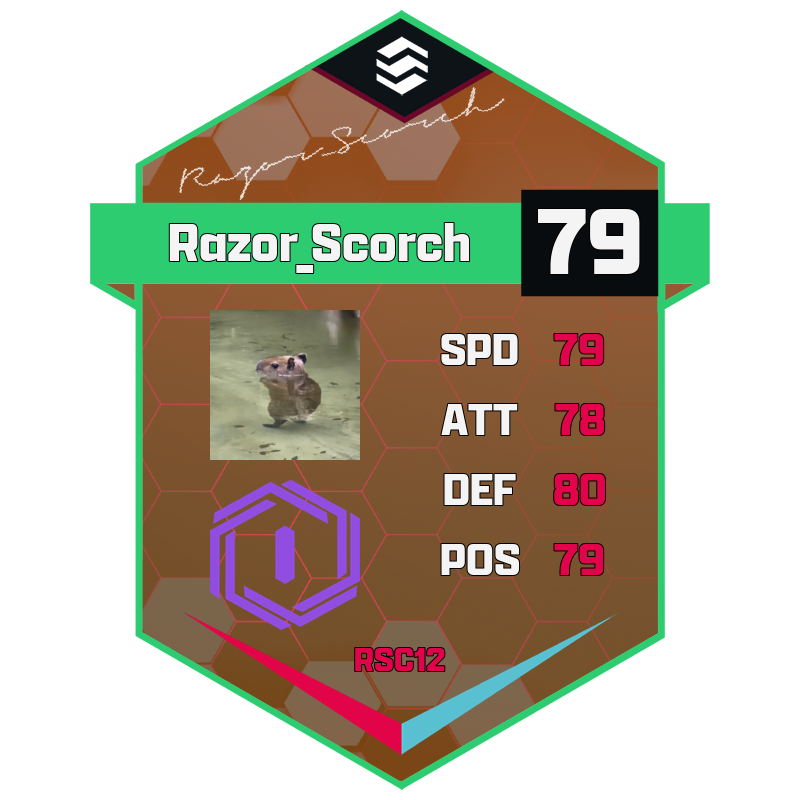 Razor_Scorch
Razor_Scorch 79
SPD 79
ATT 78
DEF 80
POS 79
RSC12